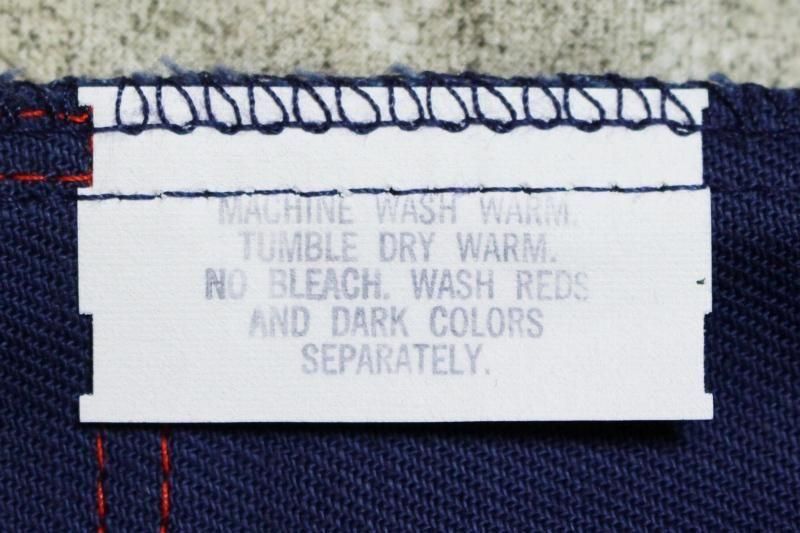 MACHINE WASH WARM.
TUMBLE DRY WARM.
NO BLEACH. WASH REDS
AND DARK COLORS
SEPARATELY.